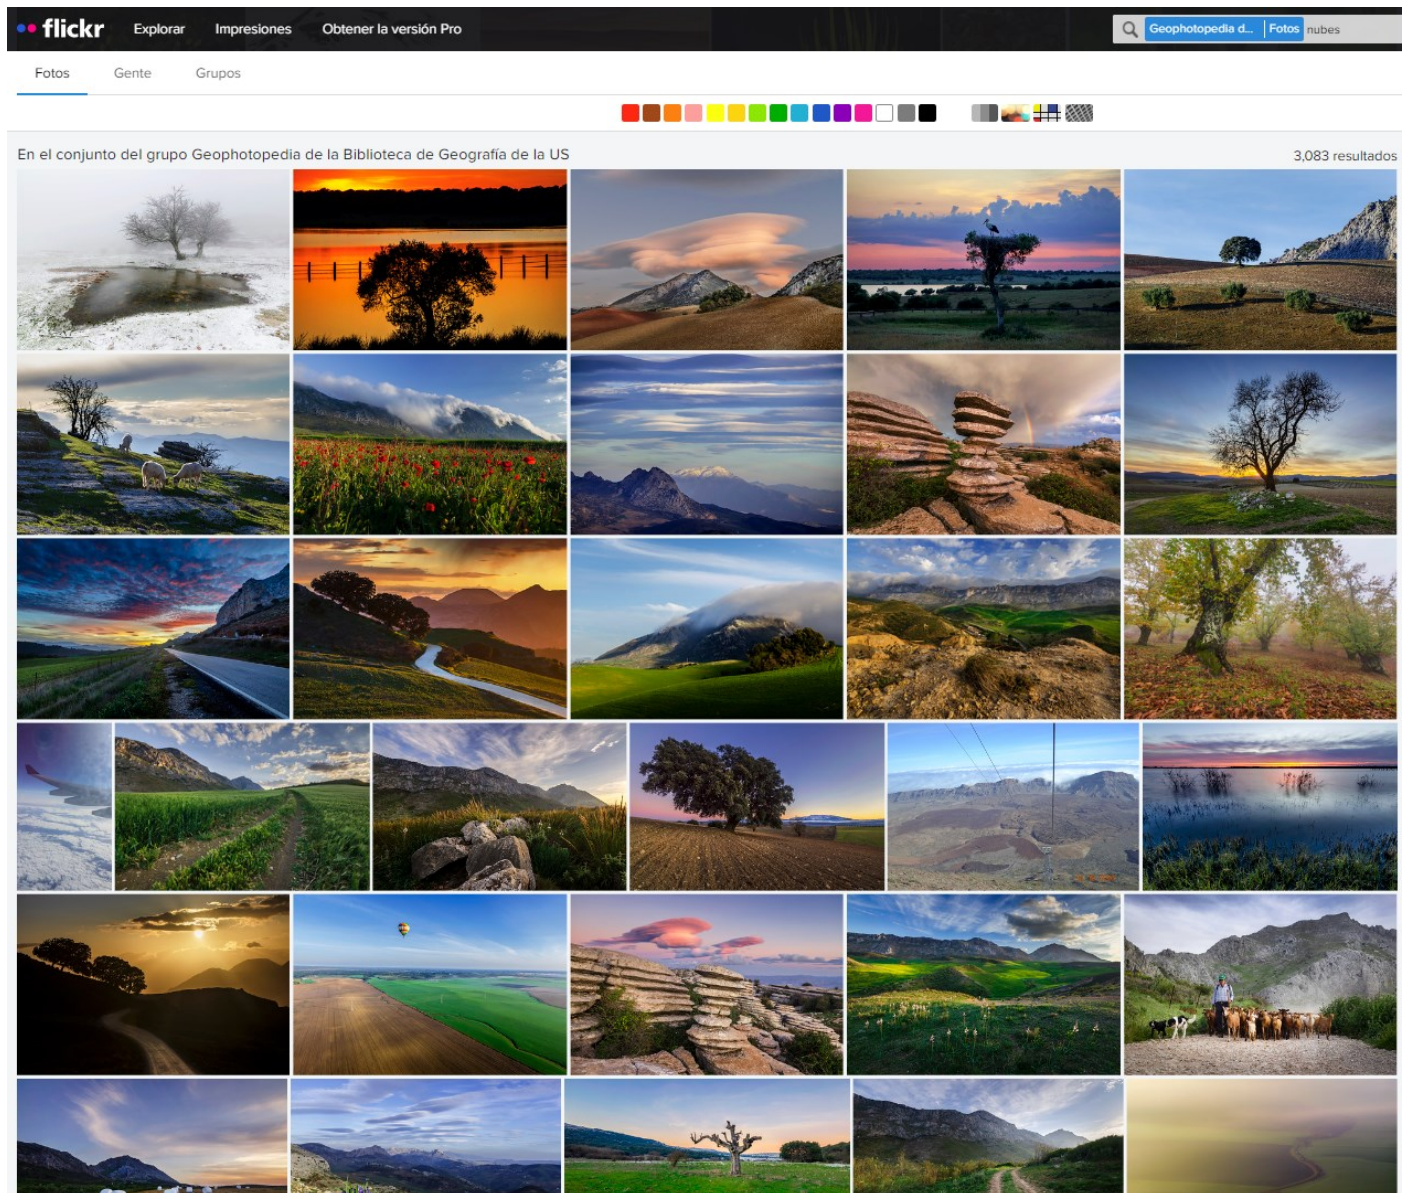 flickr Explorar Impresiones Obtener la versión Pro Geophotopedia d... Fotos nubes
Fotos Gente Grupos
En el conjunto del grupo Geophotopedia de la Biblioteca de Geografía de la US 3,083 resultados